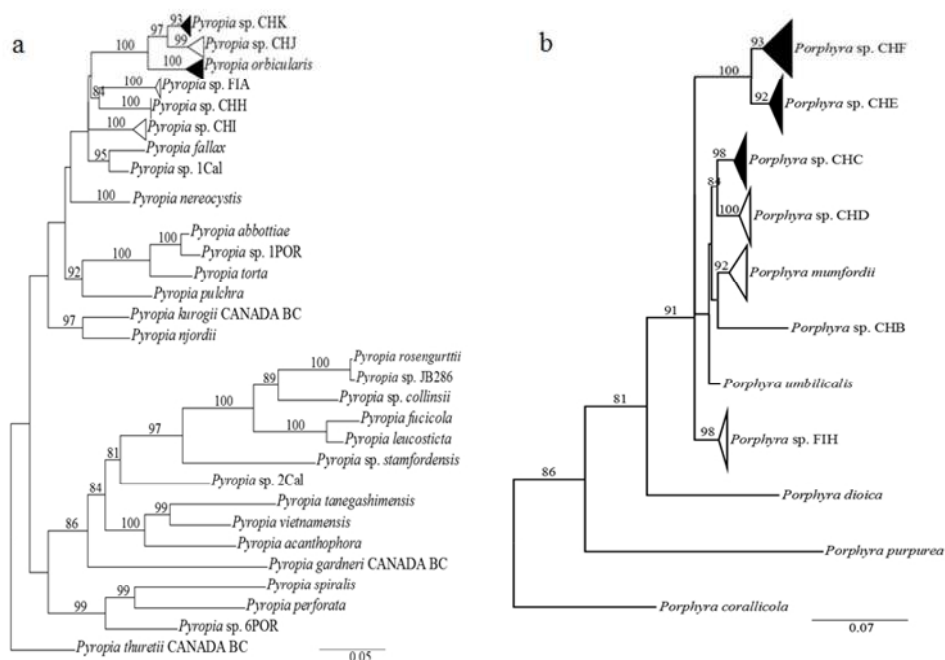 a
93
Pyropia sp. CHK
97
99
Pyropia sp. CHJ
100
100
Pyropia orbicularis
100
Pyropia sp. FIA
84
100
Pyropia sp. CHH
100
Pyropia sp. CHI
Pyropia fallax
95
Pyropia sp. 1Cal
100
Pyropia nereocystis
Pyropia abbottiae
100
Pyropia sp. 1POR
100
Pyropia torta
92
Pyropia pulchra
Pyropia kurogii CANADA BC
97
Pyropia njordii
Pyropia rosengurttii
100
Pyropia sp. JB286
89
Pyropia sp. collinsii
100
Pyropia fucicola
100
Pyropia leucosticta
97
Pyropia sp. stamfordensis
81
Pyropia sp. 2Cal
84
Pyropia tanegashimensis
99
Pyropia vietnamensis
86
100
Pyropia acanthophora
Pyropia gardneri CANADA BC
Pyropia spiralis
99
Pyropia perforata
99
Pyropia sp. 6POR
Pyropia thuretii CANADA BC
0.05
b
93
Porphyra sp. CHF
100
92
Porphyra sp. CHE
98
Porphyra sp. CHC
84
100
Porphyra sp. CHD
92
Porphyra mumfordii
91
Porphyra sp. CHB
Porphyra umbilicalis
81
98
Porphyra sp. FIH
86
Porphyra dioica
Porphyra purpurea
Porphyra corallicola
0.07